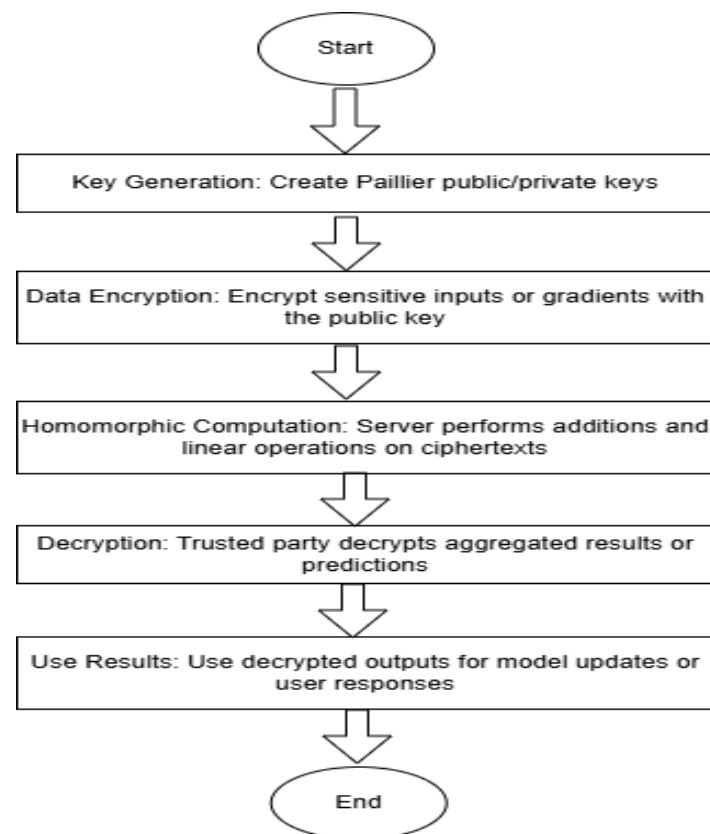 Start
Key Generation: Create Paillier public/private keys
Data Encryption: Encrypt sensitive inputs or gradients with
the public key
Homomorphic Computation: Server performs additions and
linear operations on ciphertexts
Decryption: Trusted party decrypts aggregated results or
predictions
Use Results: Use decrypted outputs for model updates or
user responses
End